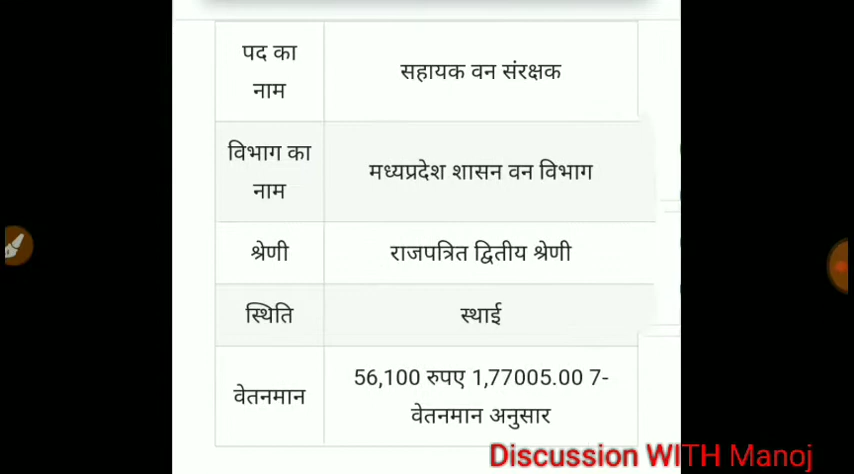 पद का
नाम
सहायक वन संरक्षक
विभाग का
नाम
मध्यप्रदेश शासन वन विभाग
श्रेणी
राजपत्रित द्वितीय श्रेणी
स्थिति
स्थाई
वेतनमान
56,100 रुपए 1,77005.00 7-
वेतनमान अनुसार
Discussion WITH Manoj